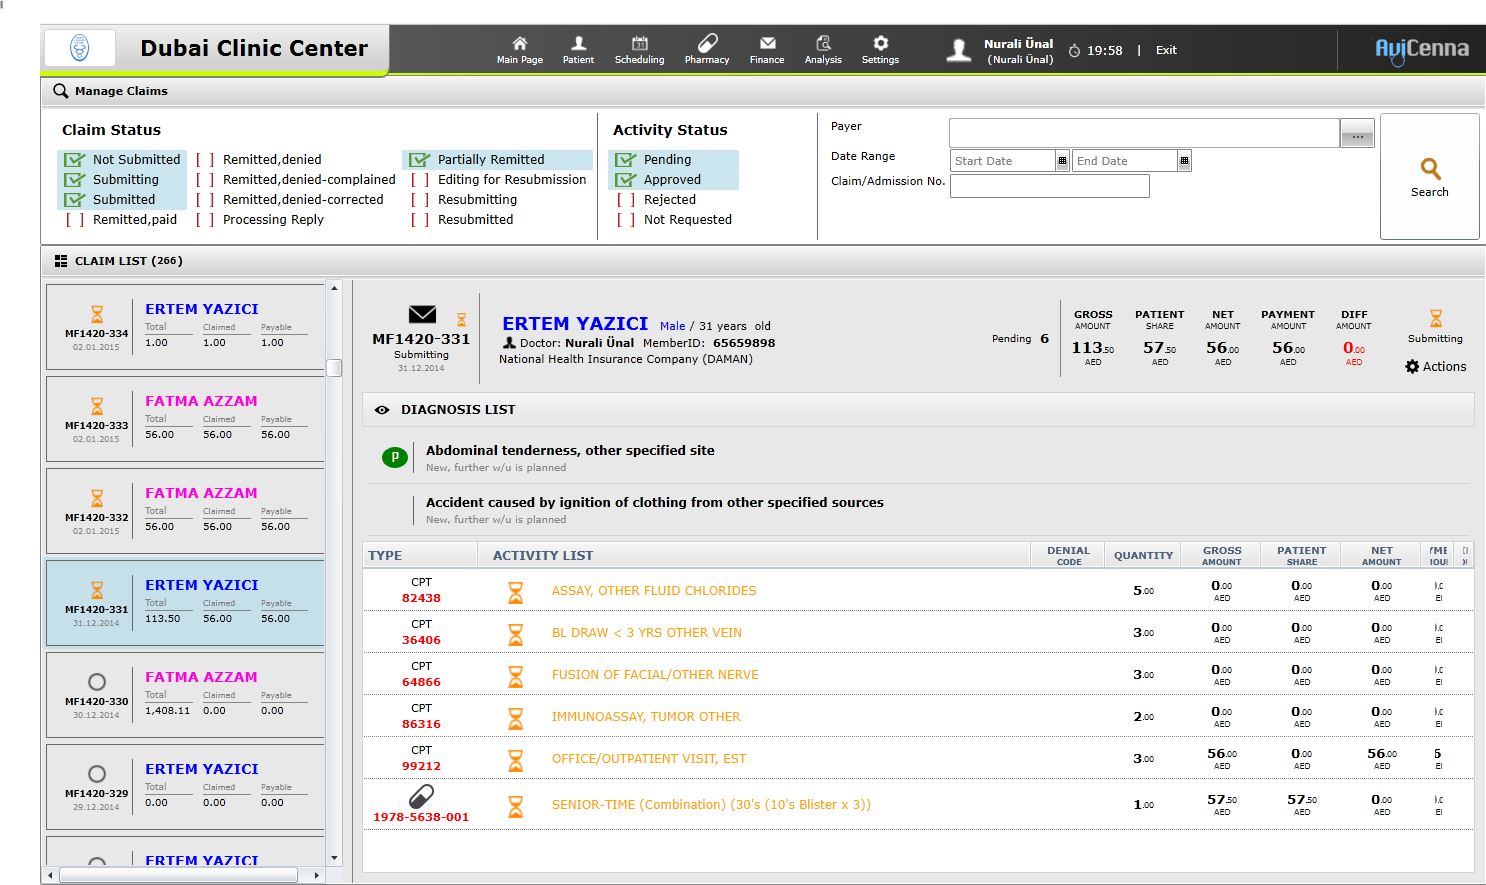 Dubai Clinic Center
Main Page
Patient
Scheduling
Pharmacy
Finance
Analysis
Settings
Nurali Ünal
(Nurali Ünal)
19:58 | Exit
AviCenna
Manage Claims
Claim Status
Not Submitted
Submitting
Submitted
[ ] Remitted,paid
[ ] Remitted,denied
[ ] Remitted,denied-complained
[ ] Remitted,denied-corrected
[ ] Processing Reply
Partially Remitted
[ ] Editing for Resubmission
[ ] Resubmitting
[ ] Resubmitted
Activity Status
Pending
Approved
[ ] Rejected
[ ] Not Requested
Payer
...
Date Range
Start Date
End Date
Claim/Admission No.
Search
CLAIM LIST (266)
MF1420-334
02.01.2015
ERTEM YAZICI
Total Claimed Payable
1.00 1.00 1.00
MF1420-333
02.01.2015
FATMA AZZAM
Total Claimed Payable
56.00 56.00 56.00
MF1420-332
02.01.2015
FATMA AZZAM
Total Claimed Payable
56.00 56.00 56.00
MF1420-331
31.12.2014
ERTEM YAZICI
Total Claimed Payable
113.50 56.00 56.00
MF1420-330
30.12.2014
FATMA AZZAM
Total Claimed Payable
1,408.11 0.00 0.00
MF1420-329
29.12.2014
ERTEM YAZICI
Total Claimed Payable
0.00 0.00 0.00
ERTEM YAZICI
MF1420-331
Submitting
31.12.2014
ERTEM YAZICI Male / 31 years old
Doctor: Nurali Ünal MemberID: 65659898
National Health Insurance Company (DAMAN)
Pending 6
GROSS AMOUNT 113.50 AED
PATIENT SHARE 57.50 AED
NET AMOUNT 56.00 AED
PAYMENT AMOUNT 56.00 AED
DIFF AMOUNT 0.00 AED
Submitting
Actions
DIAGNOSIS LIST
P
Abdominal tenderness, other specified site
New, further w/u is planned
Accident caused by ignition of clothing from other specified sources
New, further w/u is planned
TYPE ACTIVITY LIST DENIAL CODE QUANTITY GROSS AMOUNT PATIENT SHARE NET AMOUNT
CPT 82438 ASSAY, OTHER FLUID CHLORIDES 5.00 0.00 AED 0.00 AED 0.00 AED
CPT 36406 BL DRAW < 3 YRS OTHER VEIN 3.00 0.00 AED 0.00 AED 0.00 AED
CPT 64866 FUSION OF FACIAL/OTHER NERVE 3.00 0.00 AED 0.00 AED 0.00 AED
CPT 86316 IMMUNOASSAY, TUMOR OTHER 2.00 0.00 AED 0.00 AED 0.00 AED
CPT 99212 OFFICE/OUTPATIENT VISIT, EST 3.00 56.00 AED 0.00 AED 56.00 AED
1978-5638-001 SENIOR-TIME (Combination) (30's (10's Blister x 3)) 1.00 57.50 AED 57.50 AED 0.00 AED